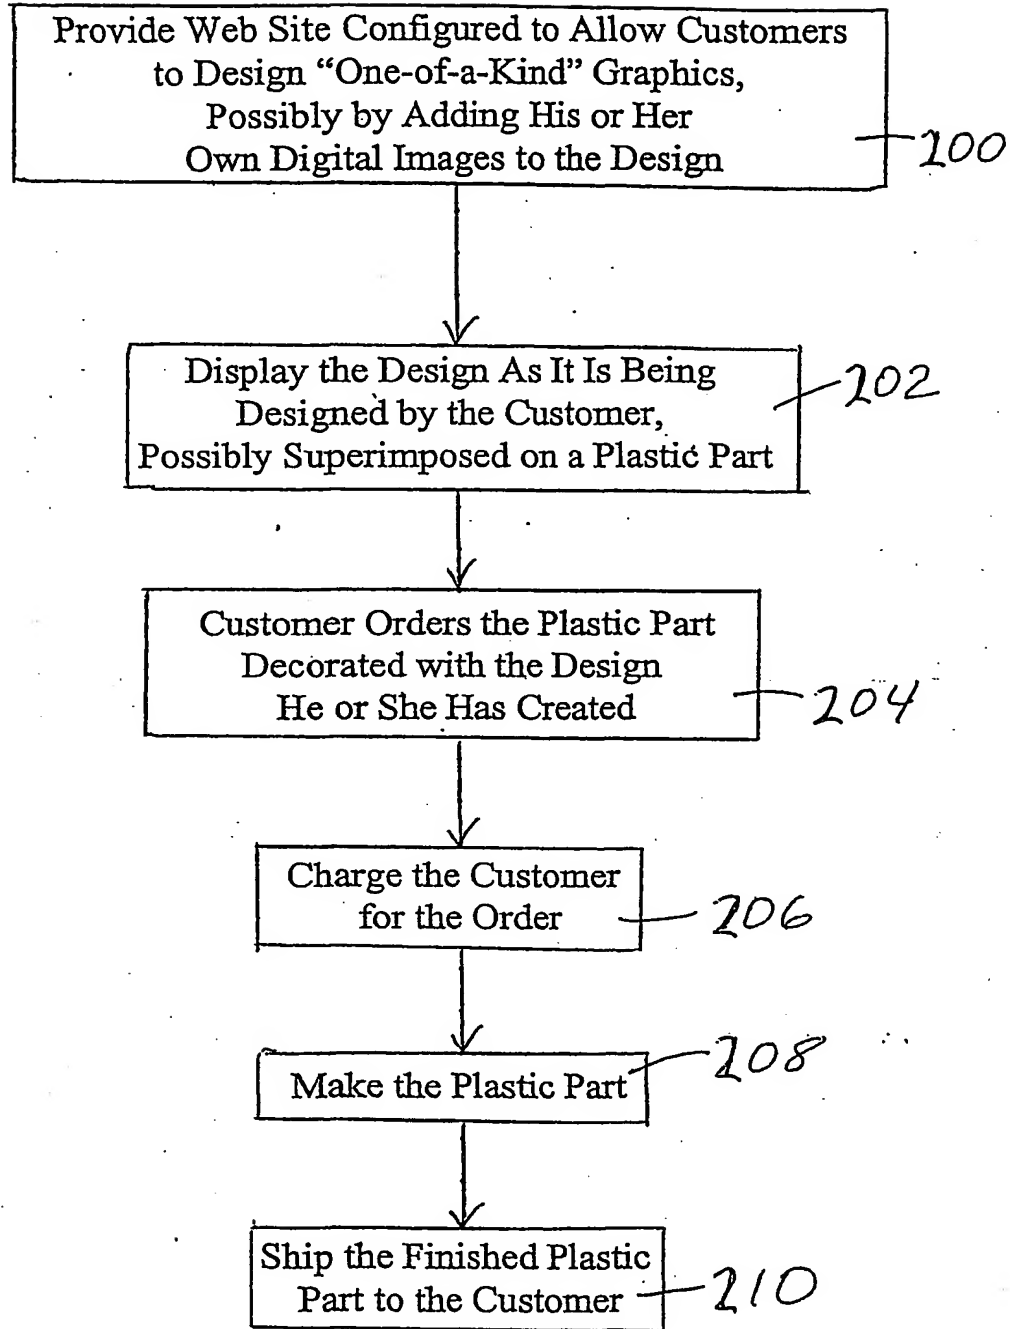 Provide Web Site Configured to Allow Customers
to Design “One-of-a-Kind” Graphics,
Possibly by Adding His or Her
Own Digital Images to the Design
200
Display the Design As It Is Being
Designed by the Customer,
Possibly Superimposed on a Plastic Part
202
Customer Orders the Plastic Part
Decorated with the Design
He or She Has Created
204
Charge the Customer
for the Order
206
Make the Plastic Part
208
Ship the Finished Plastic
Part to the Customer
210